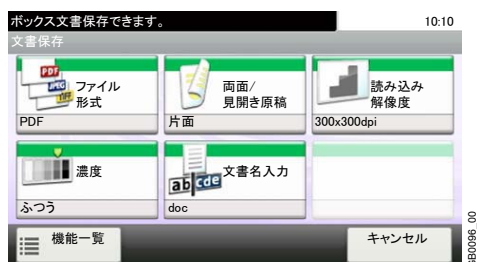 ボックス文書保存できます。
10:10
文書保存
PDF
JPEG
TIFF
ファイル
形式
PDF
両面/
見開き原稿
片面
読み込み
解像度
300x300dpi
濃度
ふつう
ab cde
文書名入力
doc
機能一覧
キャンセル